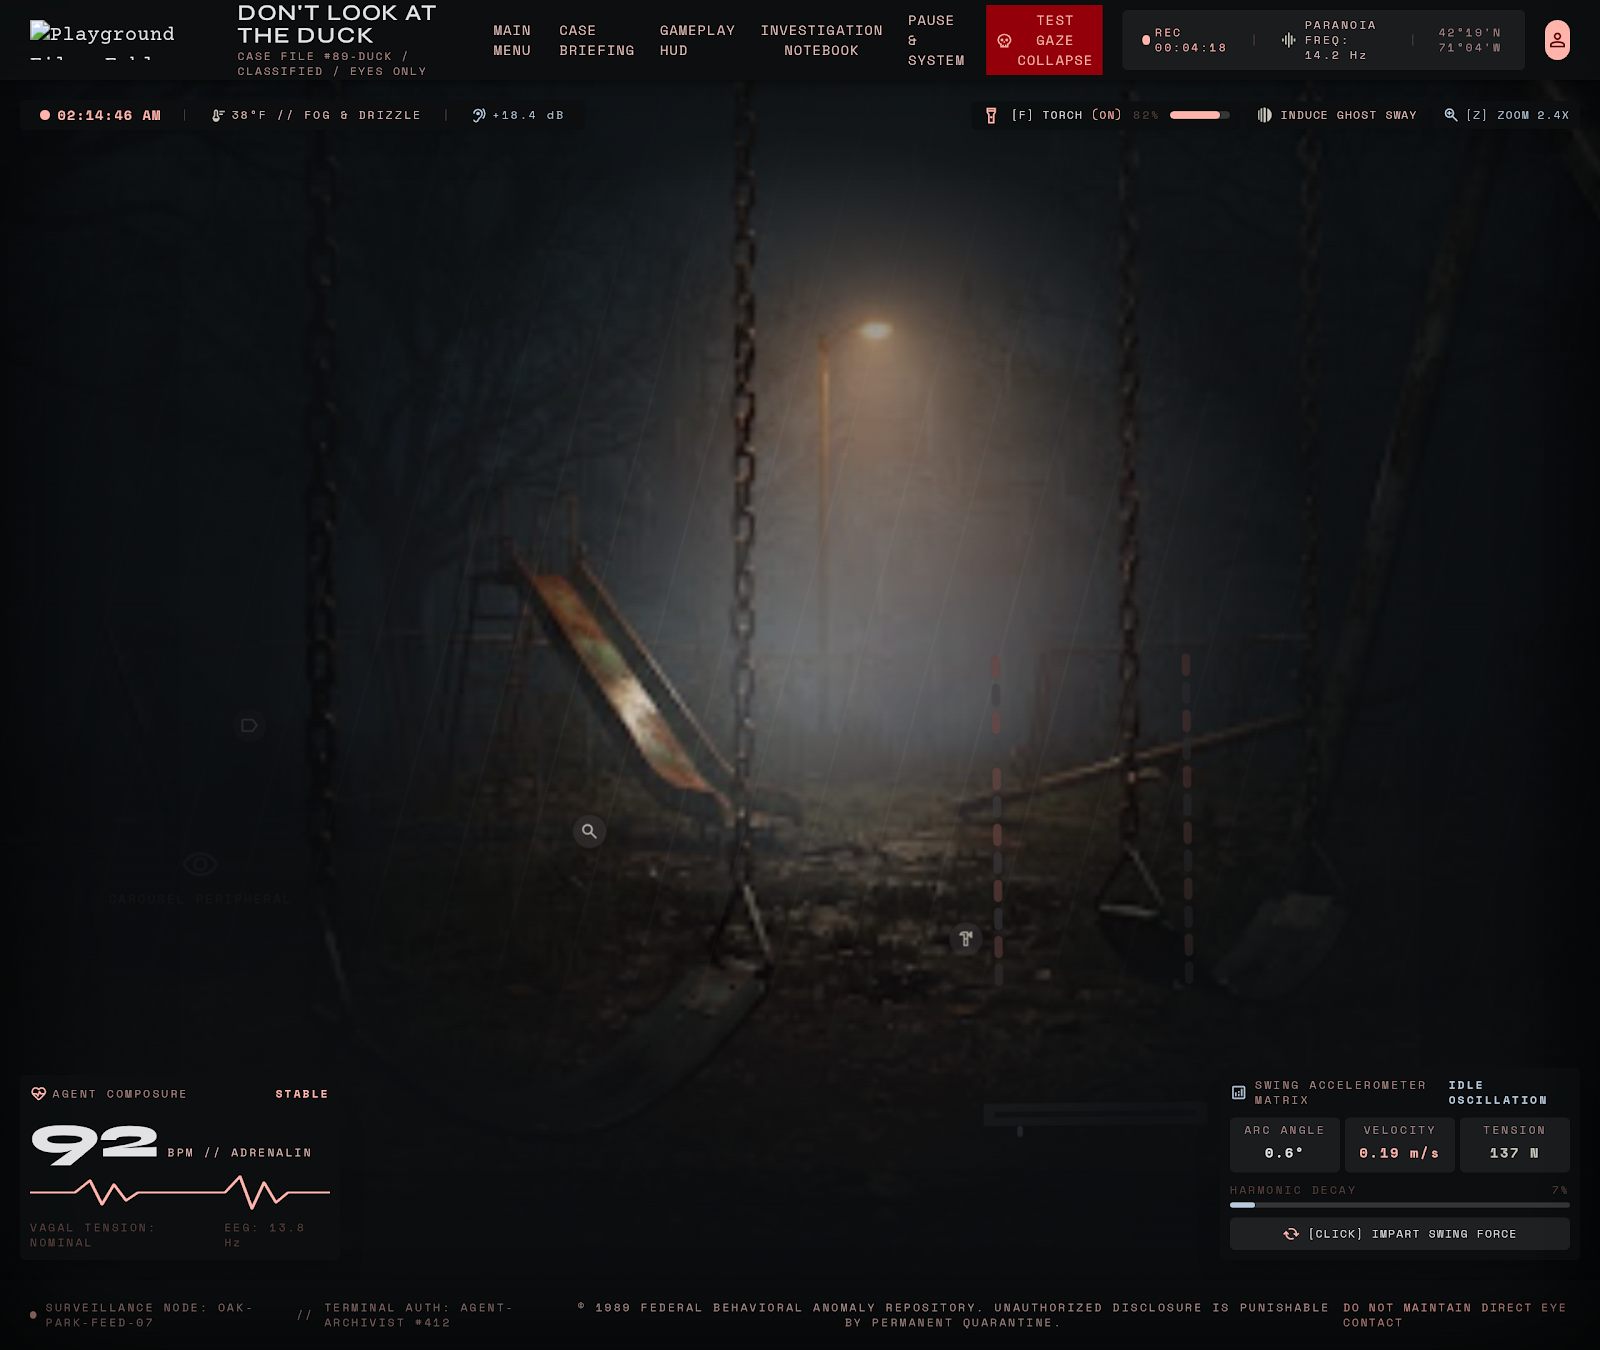 Playground
DON'T LOOK AT
THE DUCK
CASE FILE #89-DUCK /
CLASSIFIED / EYES ONLY
MAIN
MENU
CASE
BRIEFING
GAMEPLAY
HUD
INVESTIGATION
NOTEBOOK
PAUSE
&
SYSTEM
TEST
GAZE
COLLAPSE
REC
00:04:18
PARANOIA
FREQ:
14.2 Hz
42°19'N
71°04'W
02:14:46 AM
38°F // FOG & DRIZZLE
+18.4 dB
[F] TORCH (ON) 82%
INDUCE GHOST SWAY
[Z] ZOOM 2.4X
CAROUSEL PERIPHERAL
AGENT COMPOSURE
STABLE
92 BPM // ADRENALIN
VAGAL TENSION:
NOMINAL
EEG: 13.8
Hz
SWING ACCELEROMETER
MATRIX
IDLE
OSCILLATION
ARC ANGLE
0.6°
VELOCITY
0.19 m/s
TENSION
137 N
HARMONIC DECAY
7%
[CLICK] IMPART SWING FORCE
SURVEILLANCE NODE: OAK-
PARK-FEED-07
//
TERMINAL AUTH: AGENT-
ARCHIVIST #412
© 1989 FEDERAL BEHAVIORAL ANOMALY REPOSITORY. UNAUTHORIZED DISCLOSURE IS PUNISHABLE
BY PERMANENT QUARANTINE.
DO NOT MAINTAIN DIRECT EYE
CONTACT